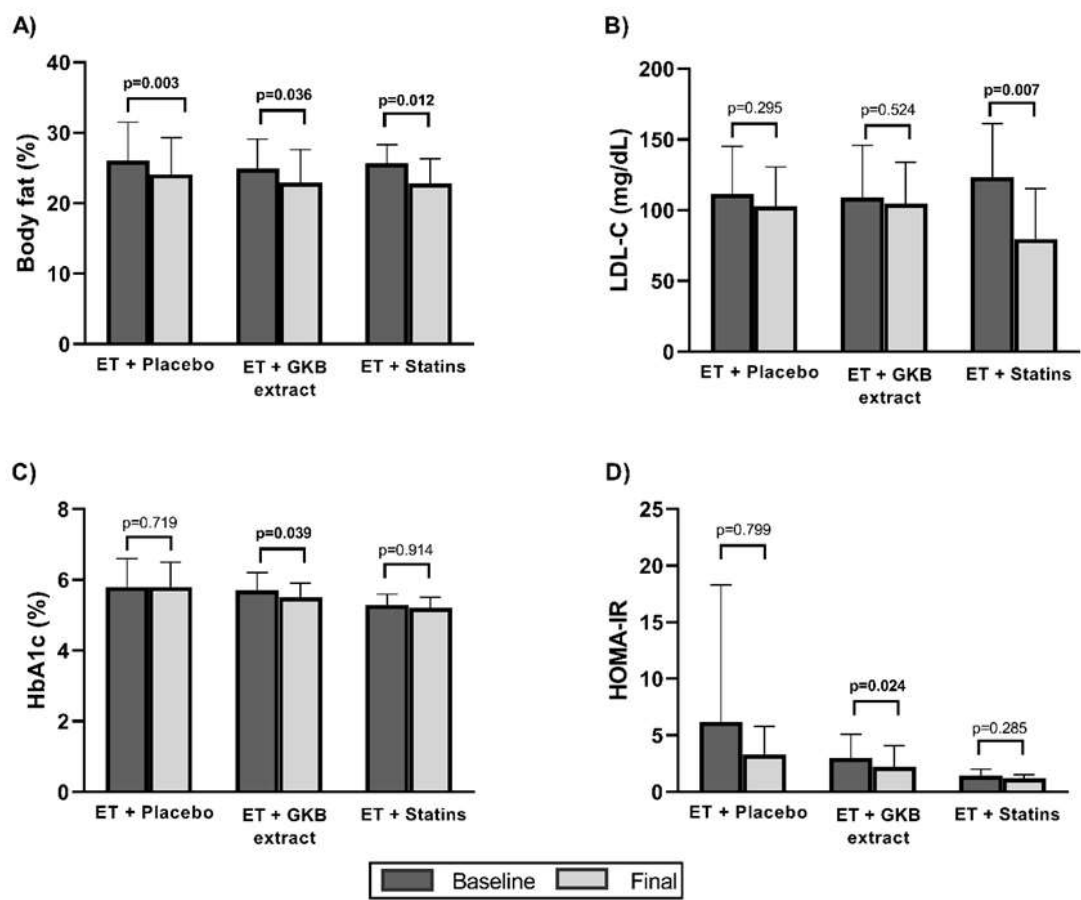 A)
p=0.003
p=0.036
p=0.012
Body fat (%)
40
30
20
10
0
ET + Placebo
ET + GKB
extract
ET + Statins
B)
p=0.295
p=0.524
p=0.007
LDL-C (mg/dL)
200
150
100
50
0
ET + Placebo
ET + GKB
extract
ET + Statins
C)
p=0.719
p=0.039
p=0.914
HbA1c (%)
8
6
4
2
0
ET + Placebo
ET + GKB
extract
ET + Statins
D)
p=0.799
p=0.024
p=0.285
HOMA-IR
25
20
15
10
5
0
ET + Placebo
ET + GKB
extract
ET + Statins
Baseline
Final